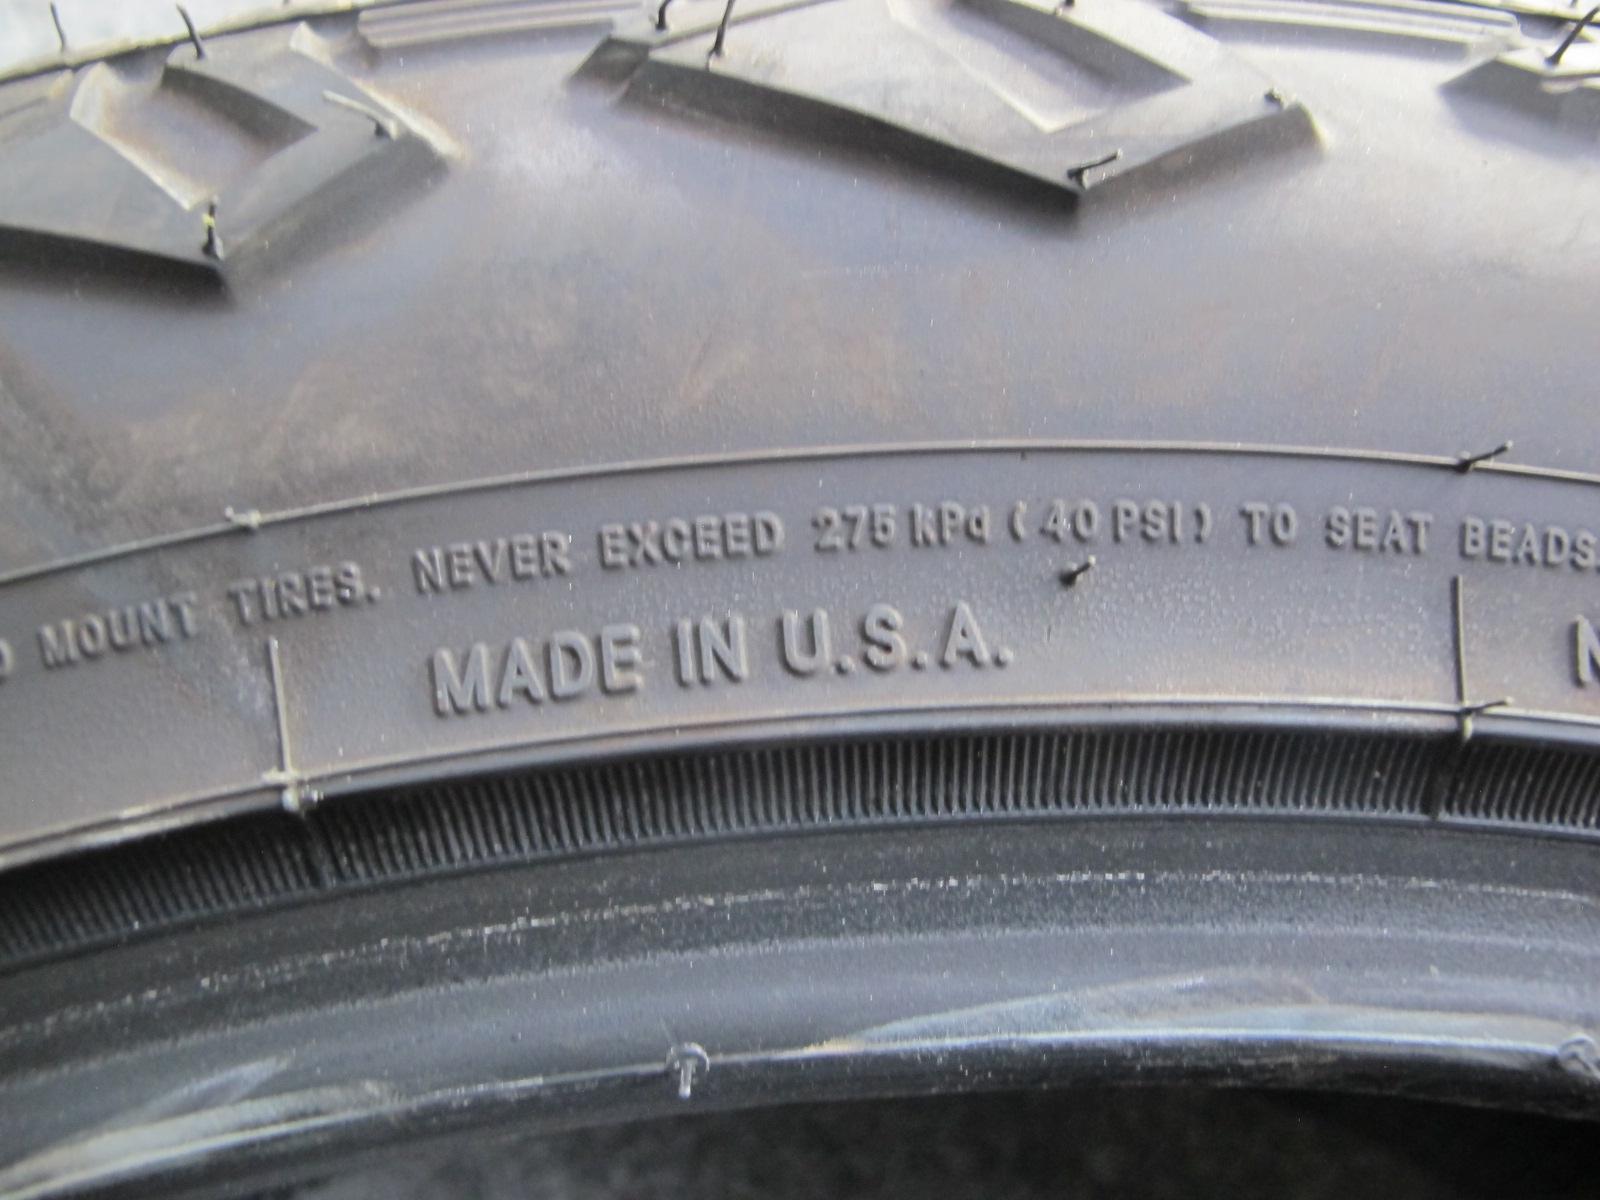 MOUNT TIRES. NEVER EXCEED 275 kPa (40 PSI) TO SEAT BEADS.
MADE IN U.S.A.